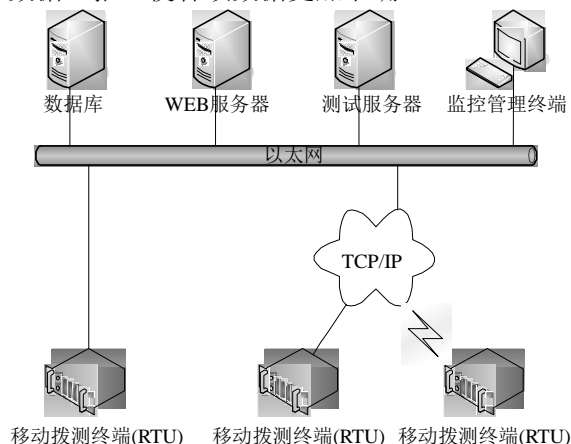 数据库
WEB服务器
测试服务器
监控管理终端
以太网
TCP/IP
移动拨测终端(RTU)
移动拨测终端(RTU)
移动拨测终端(RTU)